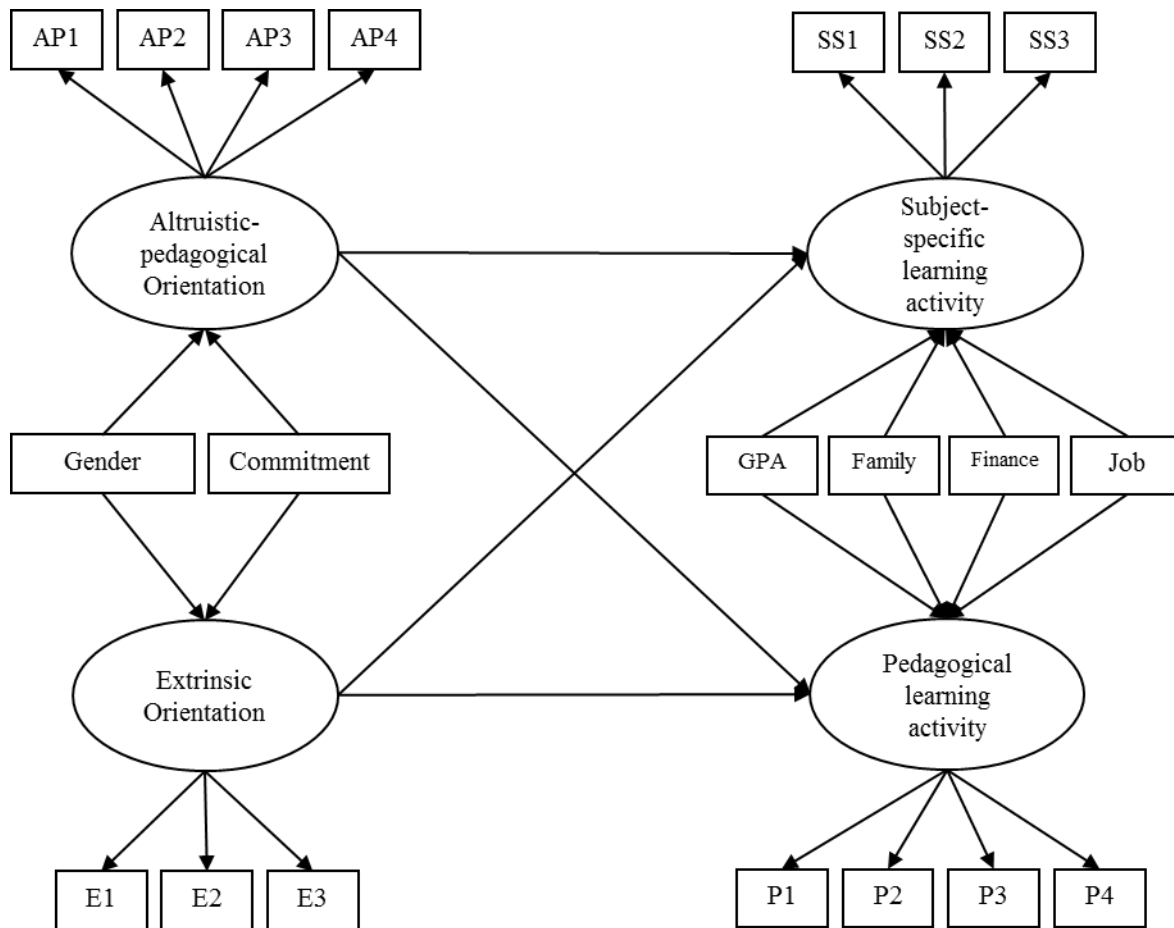 AP1
AP2
AP3
AP4
SS1
SS2
SS3
Altruistic-
pedagogical
Orientation
Subject-
specific
learning
activity
Gender
Commitment
GPA
Family
Finance
Job
Extrinsic
Orientation
Pedagogical
learning
activity
E1
E2
E3
P1
P2
P3
P4